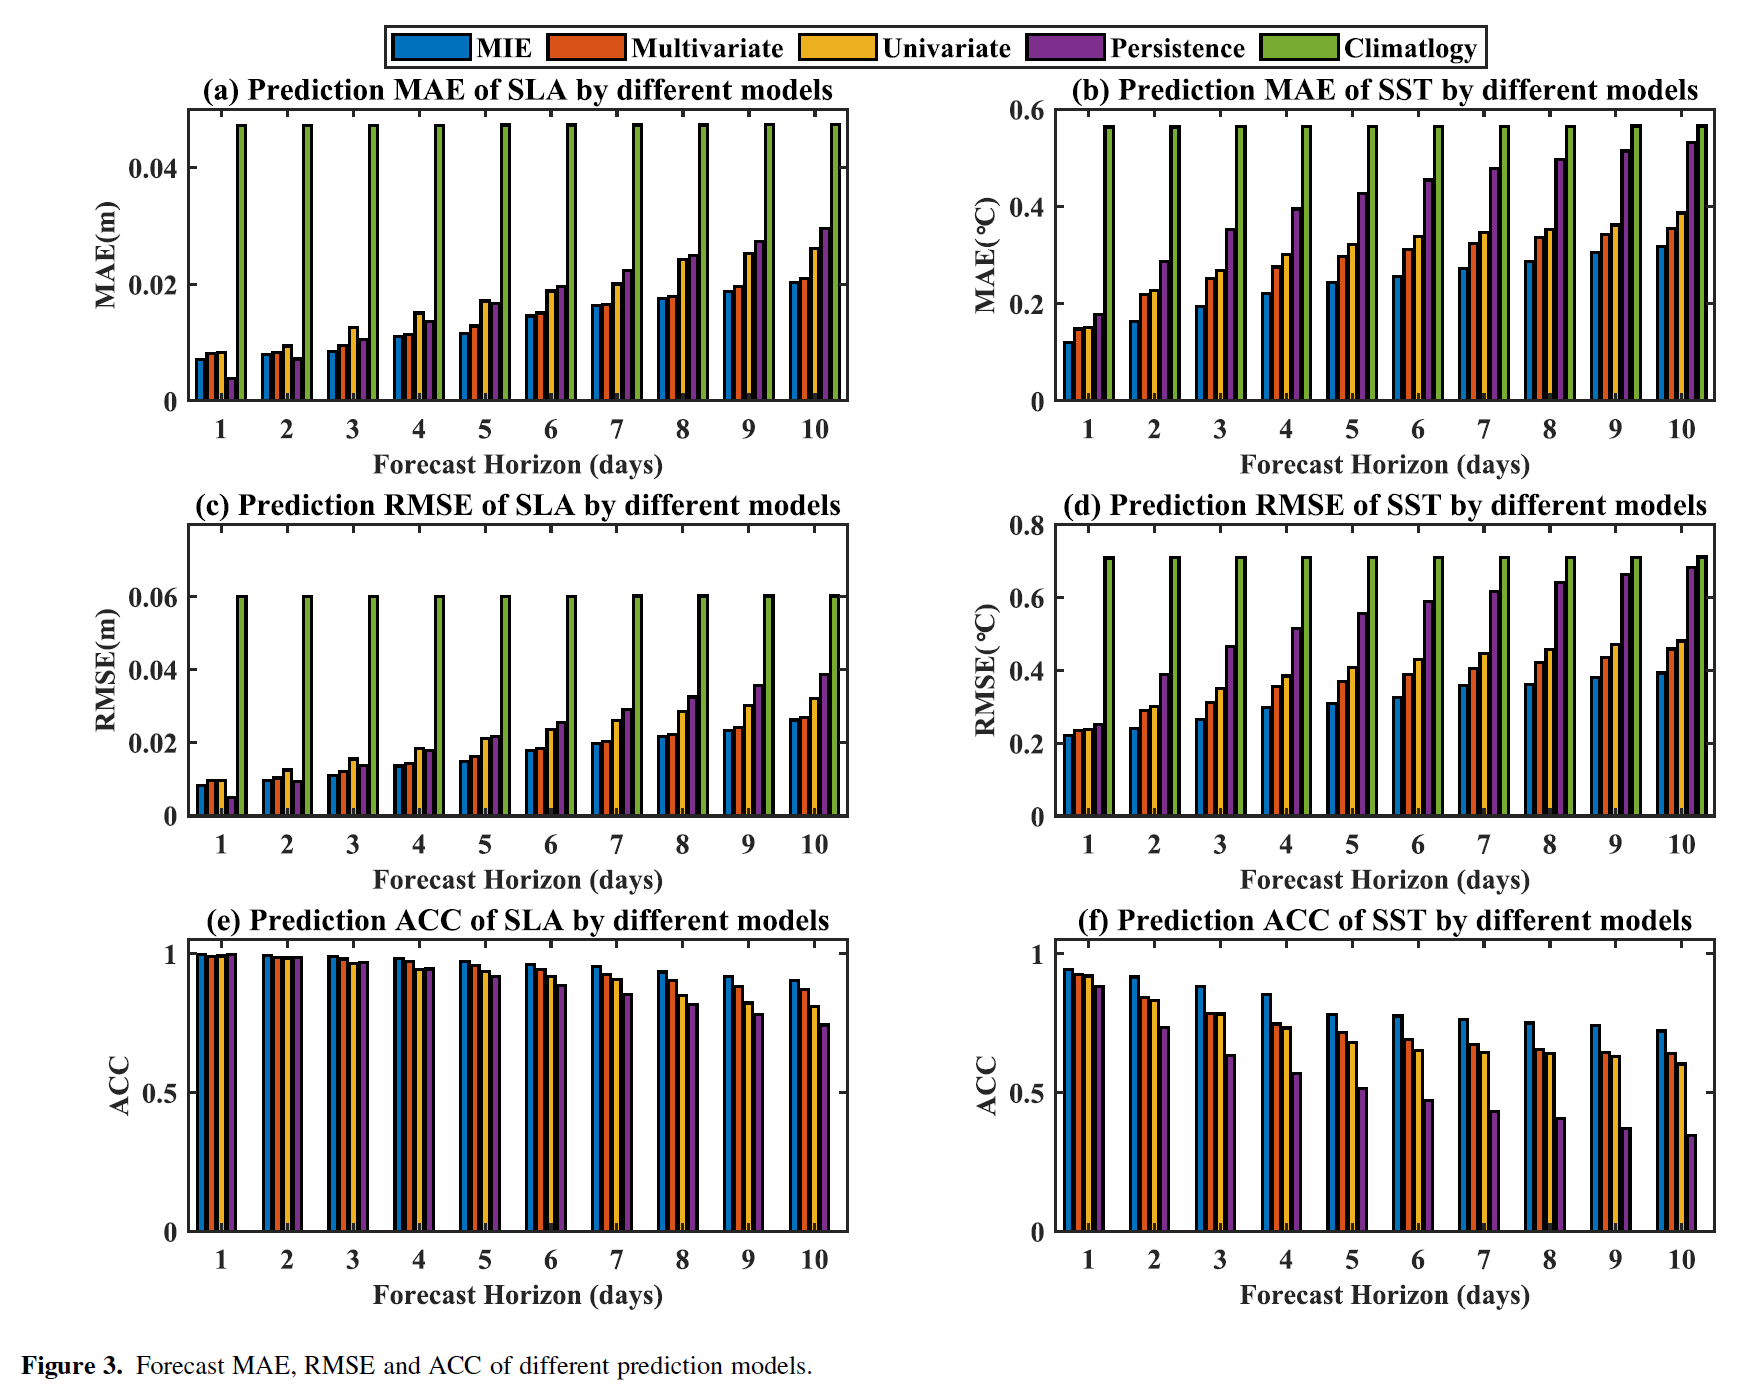 MIE Multivariate Univariate Persistence Climatlogy
(a) Prediction MAE of SLA by different models
MAE(m)
0.04
0.02
0
1 2 3 4 5 6 7 8 9 10
Forecast Horizon (days)
(b) Prediction MAE of SST by different models
MAE(°C)
0.6
0.4
0.2
0
1 2 3 4 5 6 7 8 9 10
Forecast Horizon (days)
(c) Prediction RMSE of SLA by different models
RMSE(m)
0.06
0.04
0.02
0
1 2 3 4 5 6 7 8 9 10
Forecast Horizon (days)
(d) Prediction RMSE of SST by different models
RMSE(°C)
0.8
0.6
0.4
0.2
0
1 2 3 4 5 6 7 8 9 10
Forecast Horizon (days)
(e) Prediction ACC of SLA by different models
ACC
1
0.5
0
1 2 3 4 5 6 7 8 9 10
Forecast Horizon (days)
(f) Prediction ACC of SST by different models
ACC
1
0.5
0
1 2 3 4 5 6 7 8 9 10
Forecast Horizon (days)
Figure 3. Forecast MAE, RMSE and ACC of different prediction models.